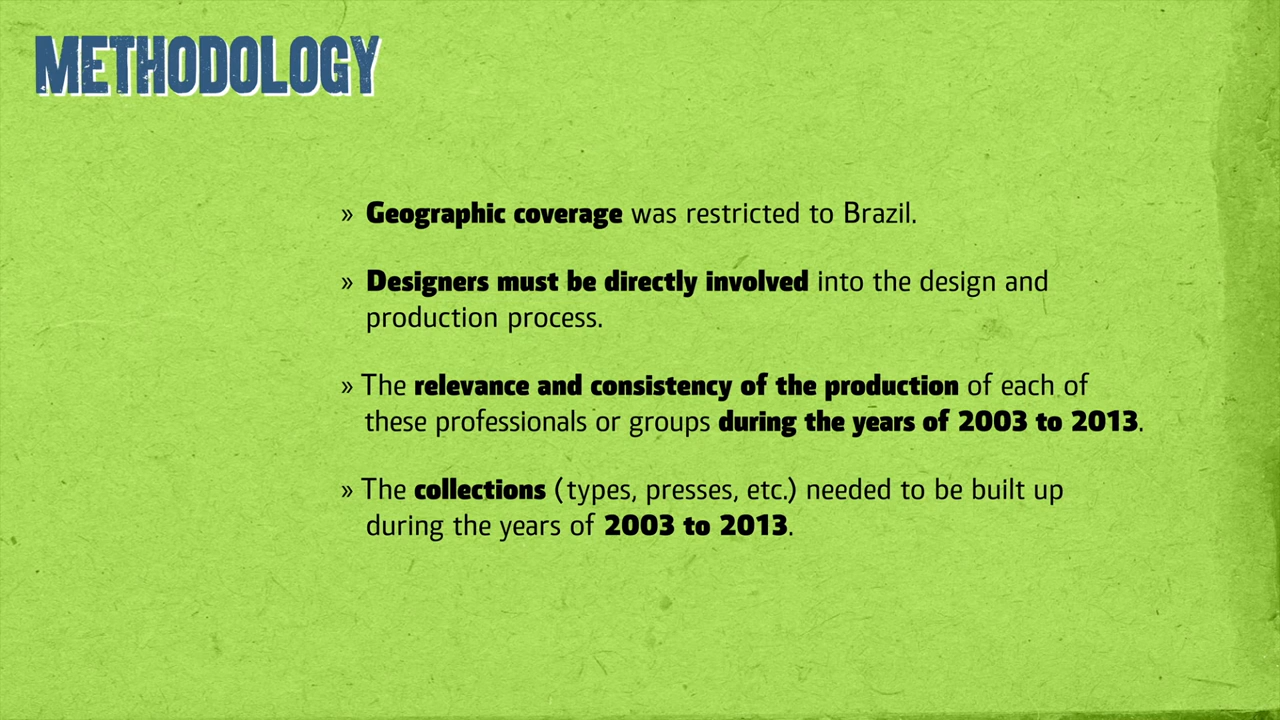 METHODOLOGY
» Geographic coverage was restricted to Brazil.
» Designers must be directly involved into the design and
production process.
» The relevance and consistency of the production of each of
these professionals or groups during the years of 2003 to 2013.
» The collections (types, presses, etc.) needed to be built up
during the years of 2003 to 2013.